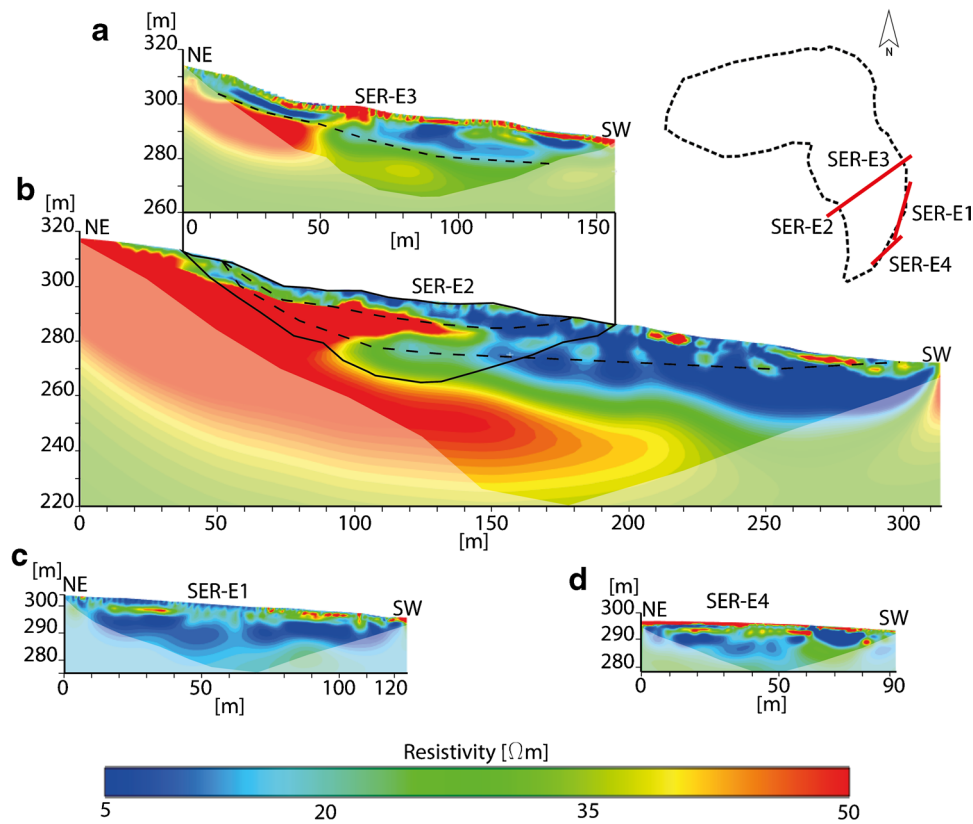 a
[m]
NE
SER-E3
SW
320
300
280
260
0
50
100
150
[m]
N
SER-E3
SER-E2
SER-E1
SER-E4
b
[m]
NE
SER-E2
SW
320
300
280
260
240
220
0
50
100
150
200
250
300
[m]
c
[m]
NE
SER-E1
SW
300
290
280
0
50
100
120
[m]
d
[m]
NE
SER-E4
SW
300
290
280
0
50
90
[m]
Resistivity [Ωm]
5
20
35
50